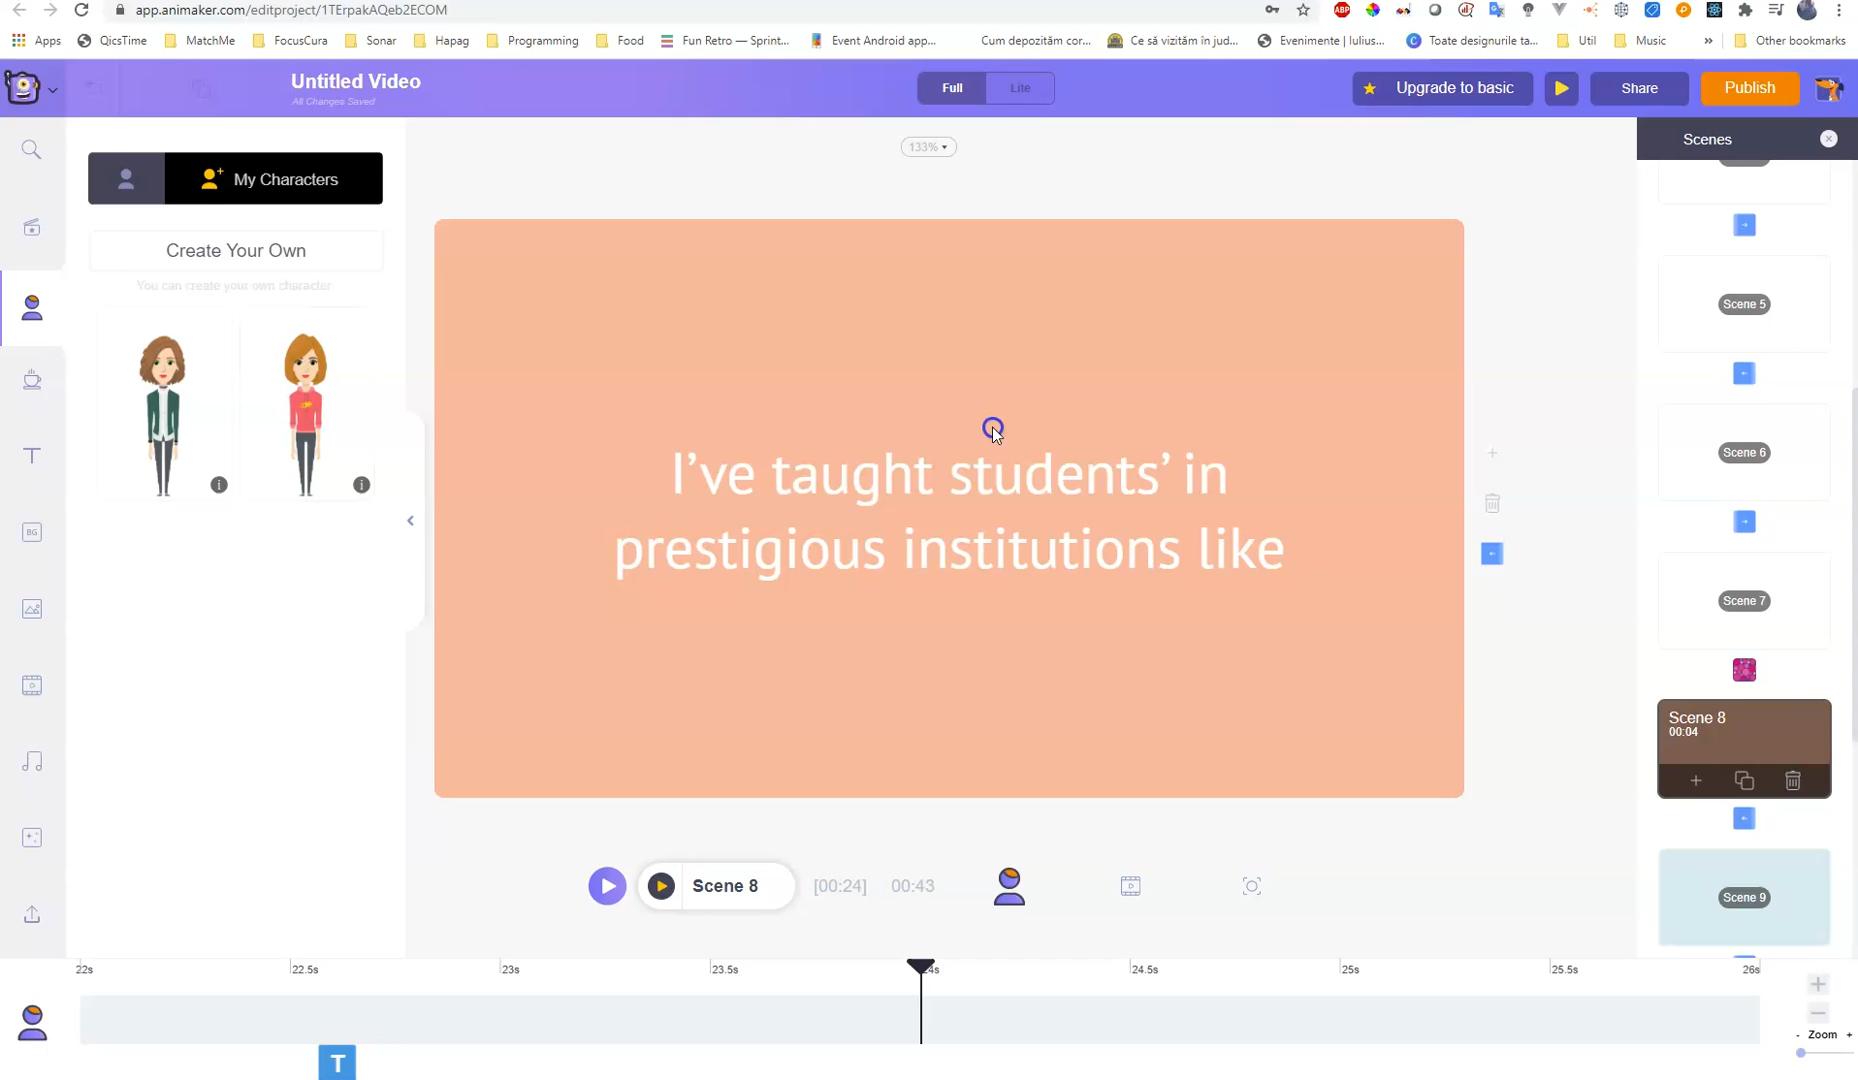 app.animaker.com/editproject/1TErpakAQeb2ECOM
ABP
Apps
QicsTime
MatchMe
FocusCura
Sonar
Hapag
Programming
Food
Fun Retro — Sprint...
Event Android app...
Cum depozităm cor...
Ce să vizităm în jud...
Evenimente | Iulius...
Toate designurile ta...
Util
Music
»
Other bookmarks
Untitled Video
All Changes Saved
Full
Lite
Upgrade to basic
Share
Publish
133%
Scenes
My Characters
Create Your Own
You can create your own character
I've taught students' in
prestigious institutions like
BG
Scene 5
Scene 6
Scene 7
Scene 8
00:04
Scene 9
Scene 8
[00:24]
00:43
22s
22.5s
23s
23.5s
24s
24.5s
25s
25.5s
26s
- Zoom +
T